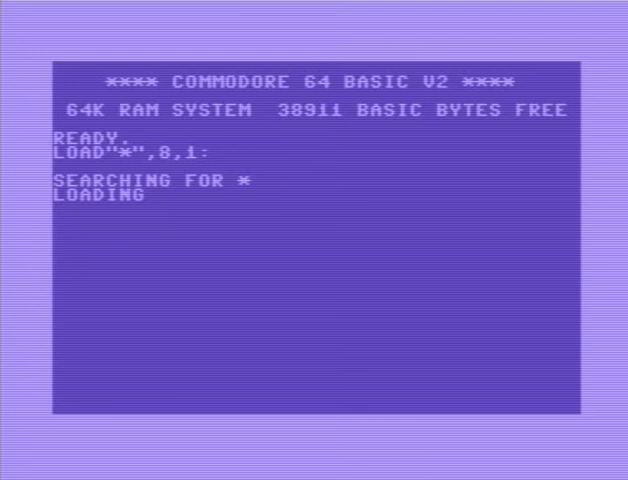 **** COMMODORE 64 BASIC V2 ****
64K RAM SYSTEM  38911 BASIC BYTES FREE
READY.
LOAD"*",8,1:
SEARCHING FOR *
LOADING